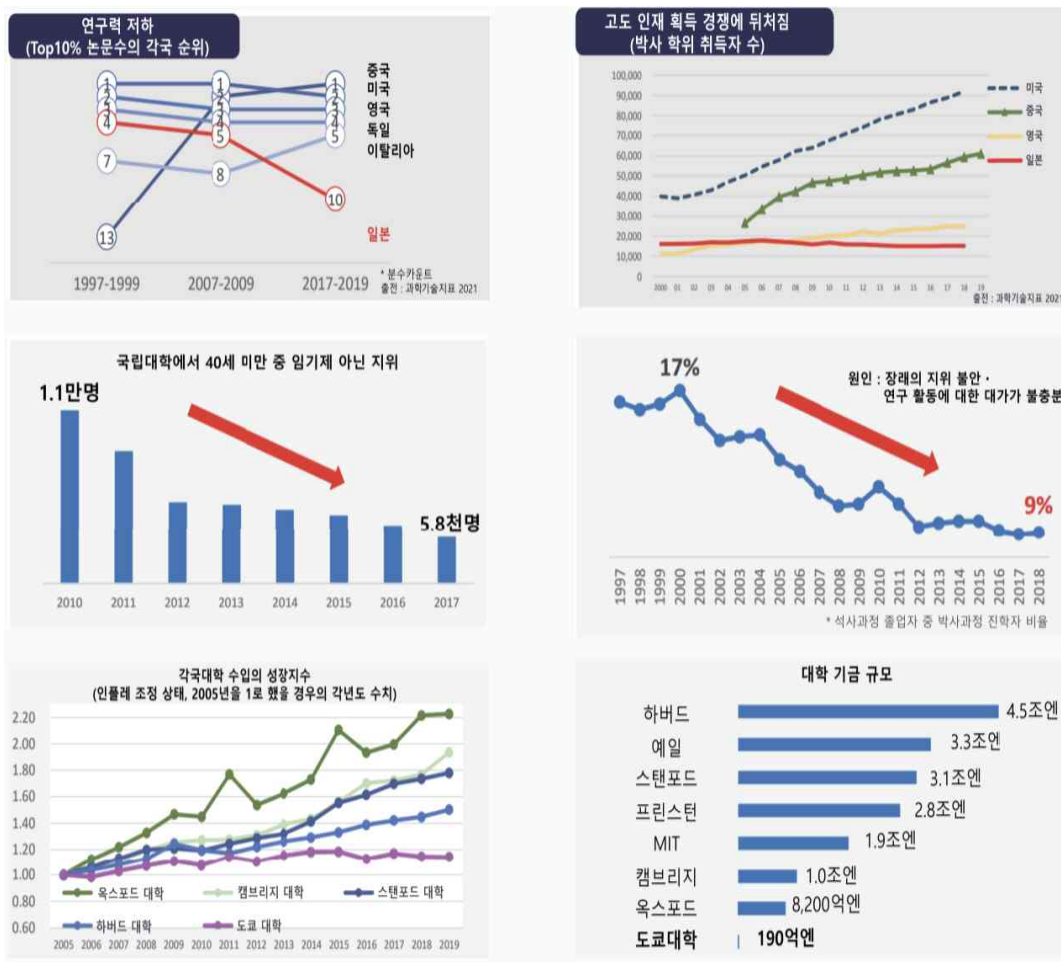 연구력 저하
(Top10% 논문수의 각국 순위)
1
2
3
4
7
13
1
2
3
4
5
8
1
2
3
4
5
10
중국
미국
영국
독일
이탈리아
일본
1997-1999
2007-2009
2017-2019
* 분수카운트
출전 : 과학기술지표 2021
고도 인재 획득 경쟁에 뒤처짐
(박사 학위 취득자 수)
100,000
90,000
80,000
70,000
60,000
50,000
40,000
30,000
20,000
10,000
0
2000 01 02 03 04 05 06 07 08 09 10 11 12 13 14 15 16 17 18 19
미국
중국
영국
일본
출전 : 과학기술지표 2021
국립대학에서 40세 미만 중 임기제 아닌 지위
1.1만명
5.8천명
2010 2011 2012 2013 2014 2015 2016 2017
17%
원인 : 장래의 지위 불안 ·
연구 활동에 대한 대가가 불충분
9%
1997 1998 1999 2000 2001 2002 2003 2004 2005 2006 2007 2008 2009 2010 2011 2012 2013 2014 2015 2016 2017 2018
* 석사과정 졸업자 중 박사과정 진학자 비율
각국대학 수입의 성장지수
(인플레 조정 상태, 2005년을 1로 했을 경우의 각년도 수치)
2.20
2.00
1.80
1.60
1.40
1.20
1.00
0.80
0.60
옥스포드 대학 캠브리지 대학 스탠포드 대학
하버드 대학 도쿄 대학
2005 2006 2007 2008 2009 2010 2011 2012 2013 2014 2015 2016 2017 2018 2019
대학 기금 규모
하버드 4.5조엔
예일 3.3조엔
스탠포드 3.1조엔
프린스턴 2.8조엔
MIT 1.9조엔
캠브리지 1.0조엔
옥스포드 8,200억엔
도쿄대학 190억엔